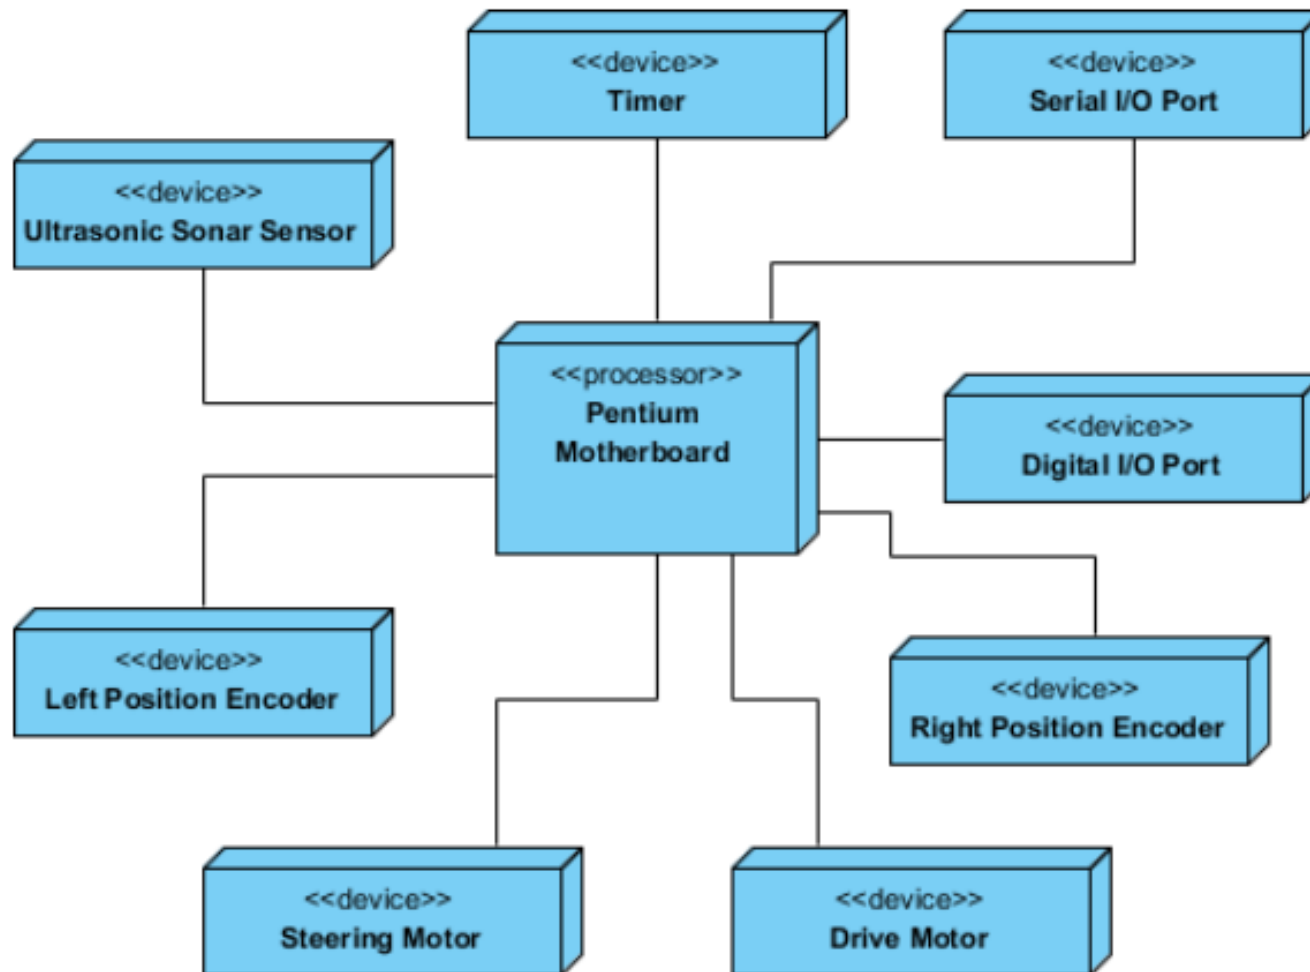 <<device>>
Timer
<<device>>
Serial I/O Port
<<device>>
Ultrasonic Sonar Sensor
<<processor>>
Pentium
Motherboard
<<device>>
Digital I/O Port
<<device>>
Left Position Encoder
<<device>>
Right Position Encoder
<<device>>
Steering Motor
<<device>>
Drive Motor